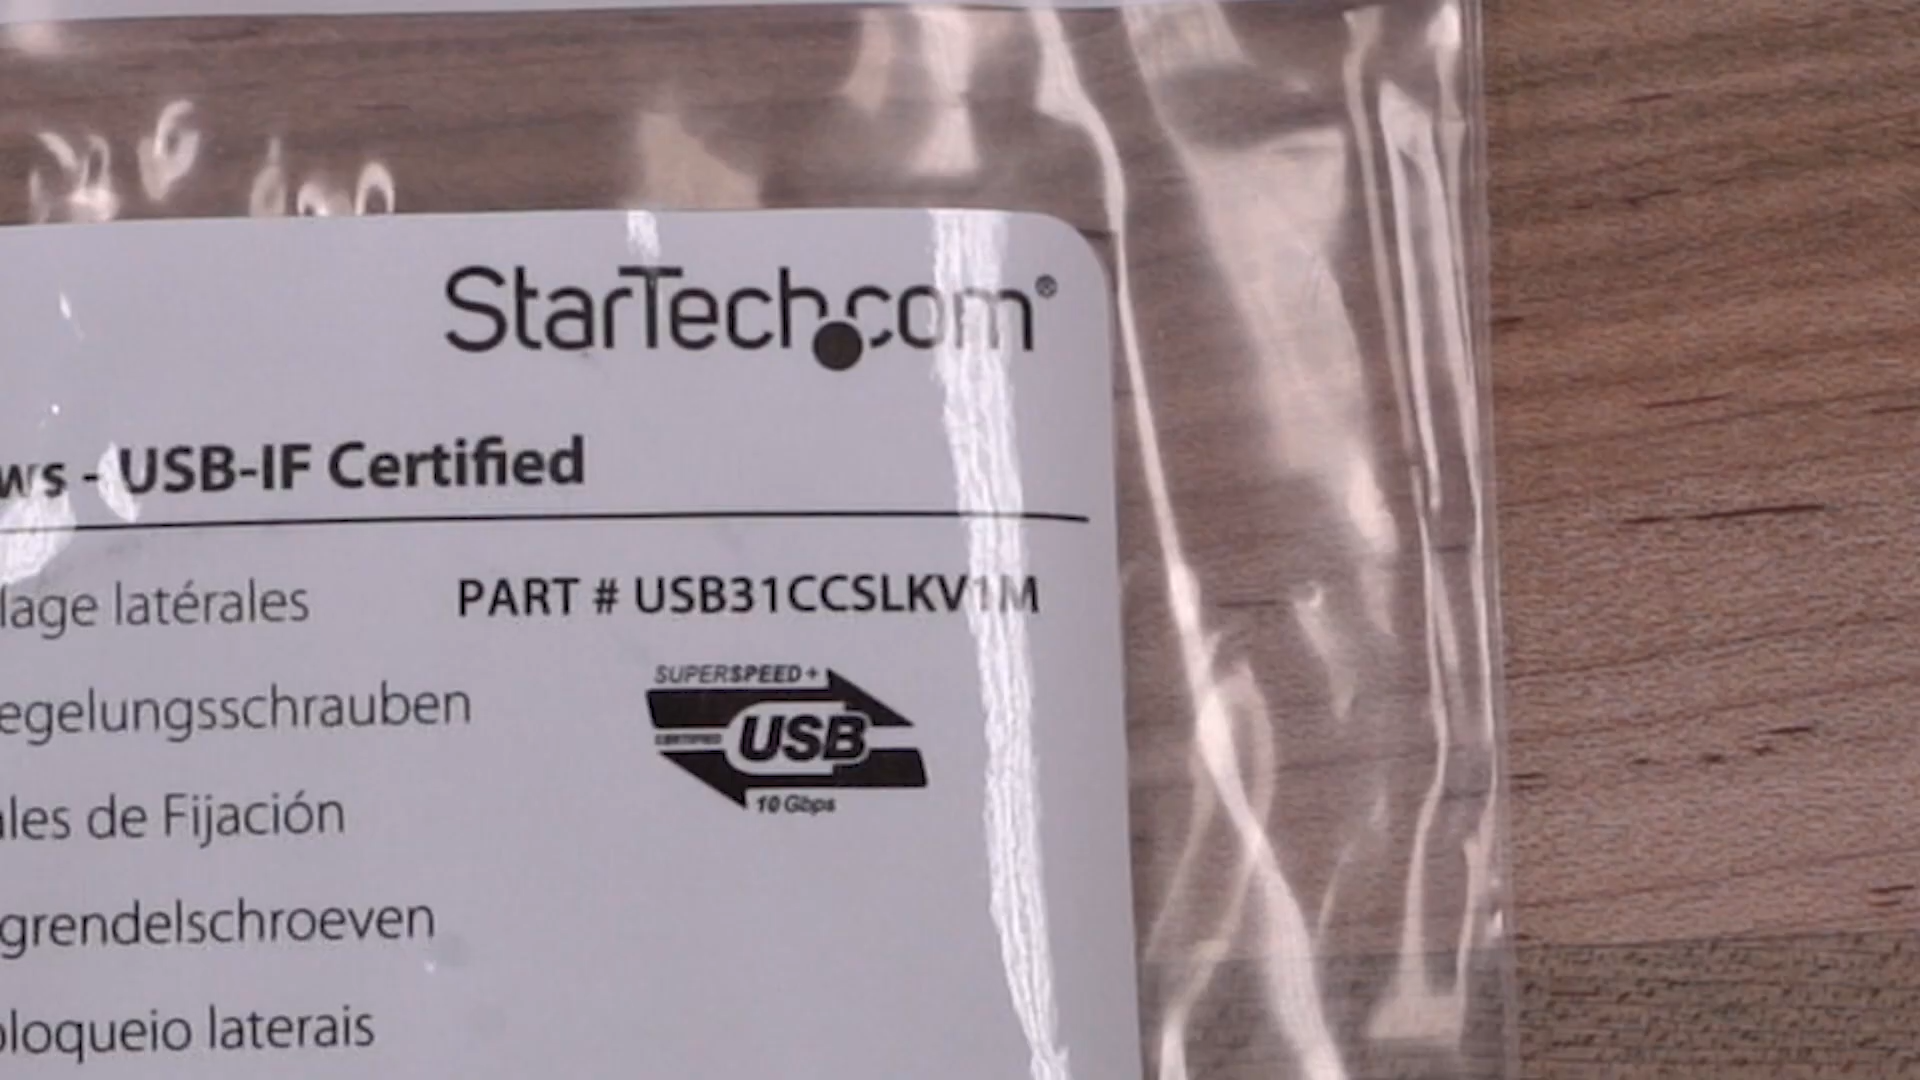 StarTech.com®
ws - USB-IF Certified
lage latérales
PART # USB31CCSLKV1M
SUPERSPEED+
CERTIFIED
USB
10 Gbps
egelungsschrauben
ales de Fijación
grendelschroeven
bloqueio laterais